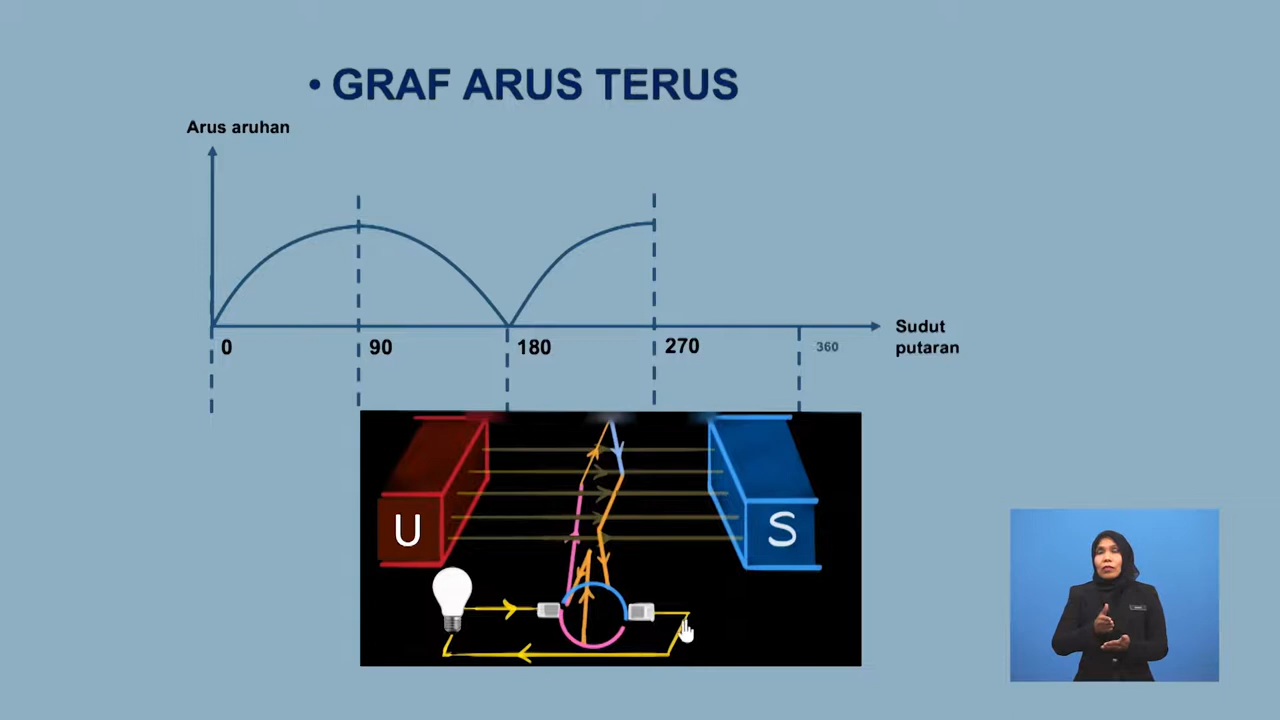 • GRAF ARUS TERUS
Arus aruhan
0
90
180
270
360
Sudut
putaran
U
S